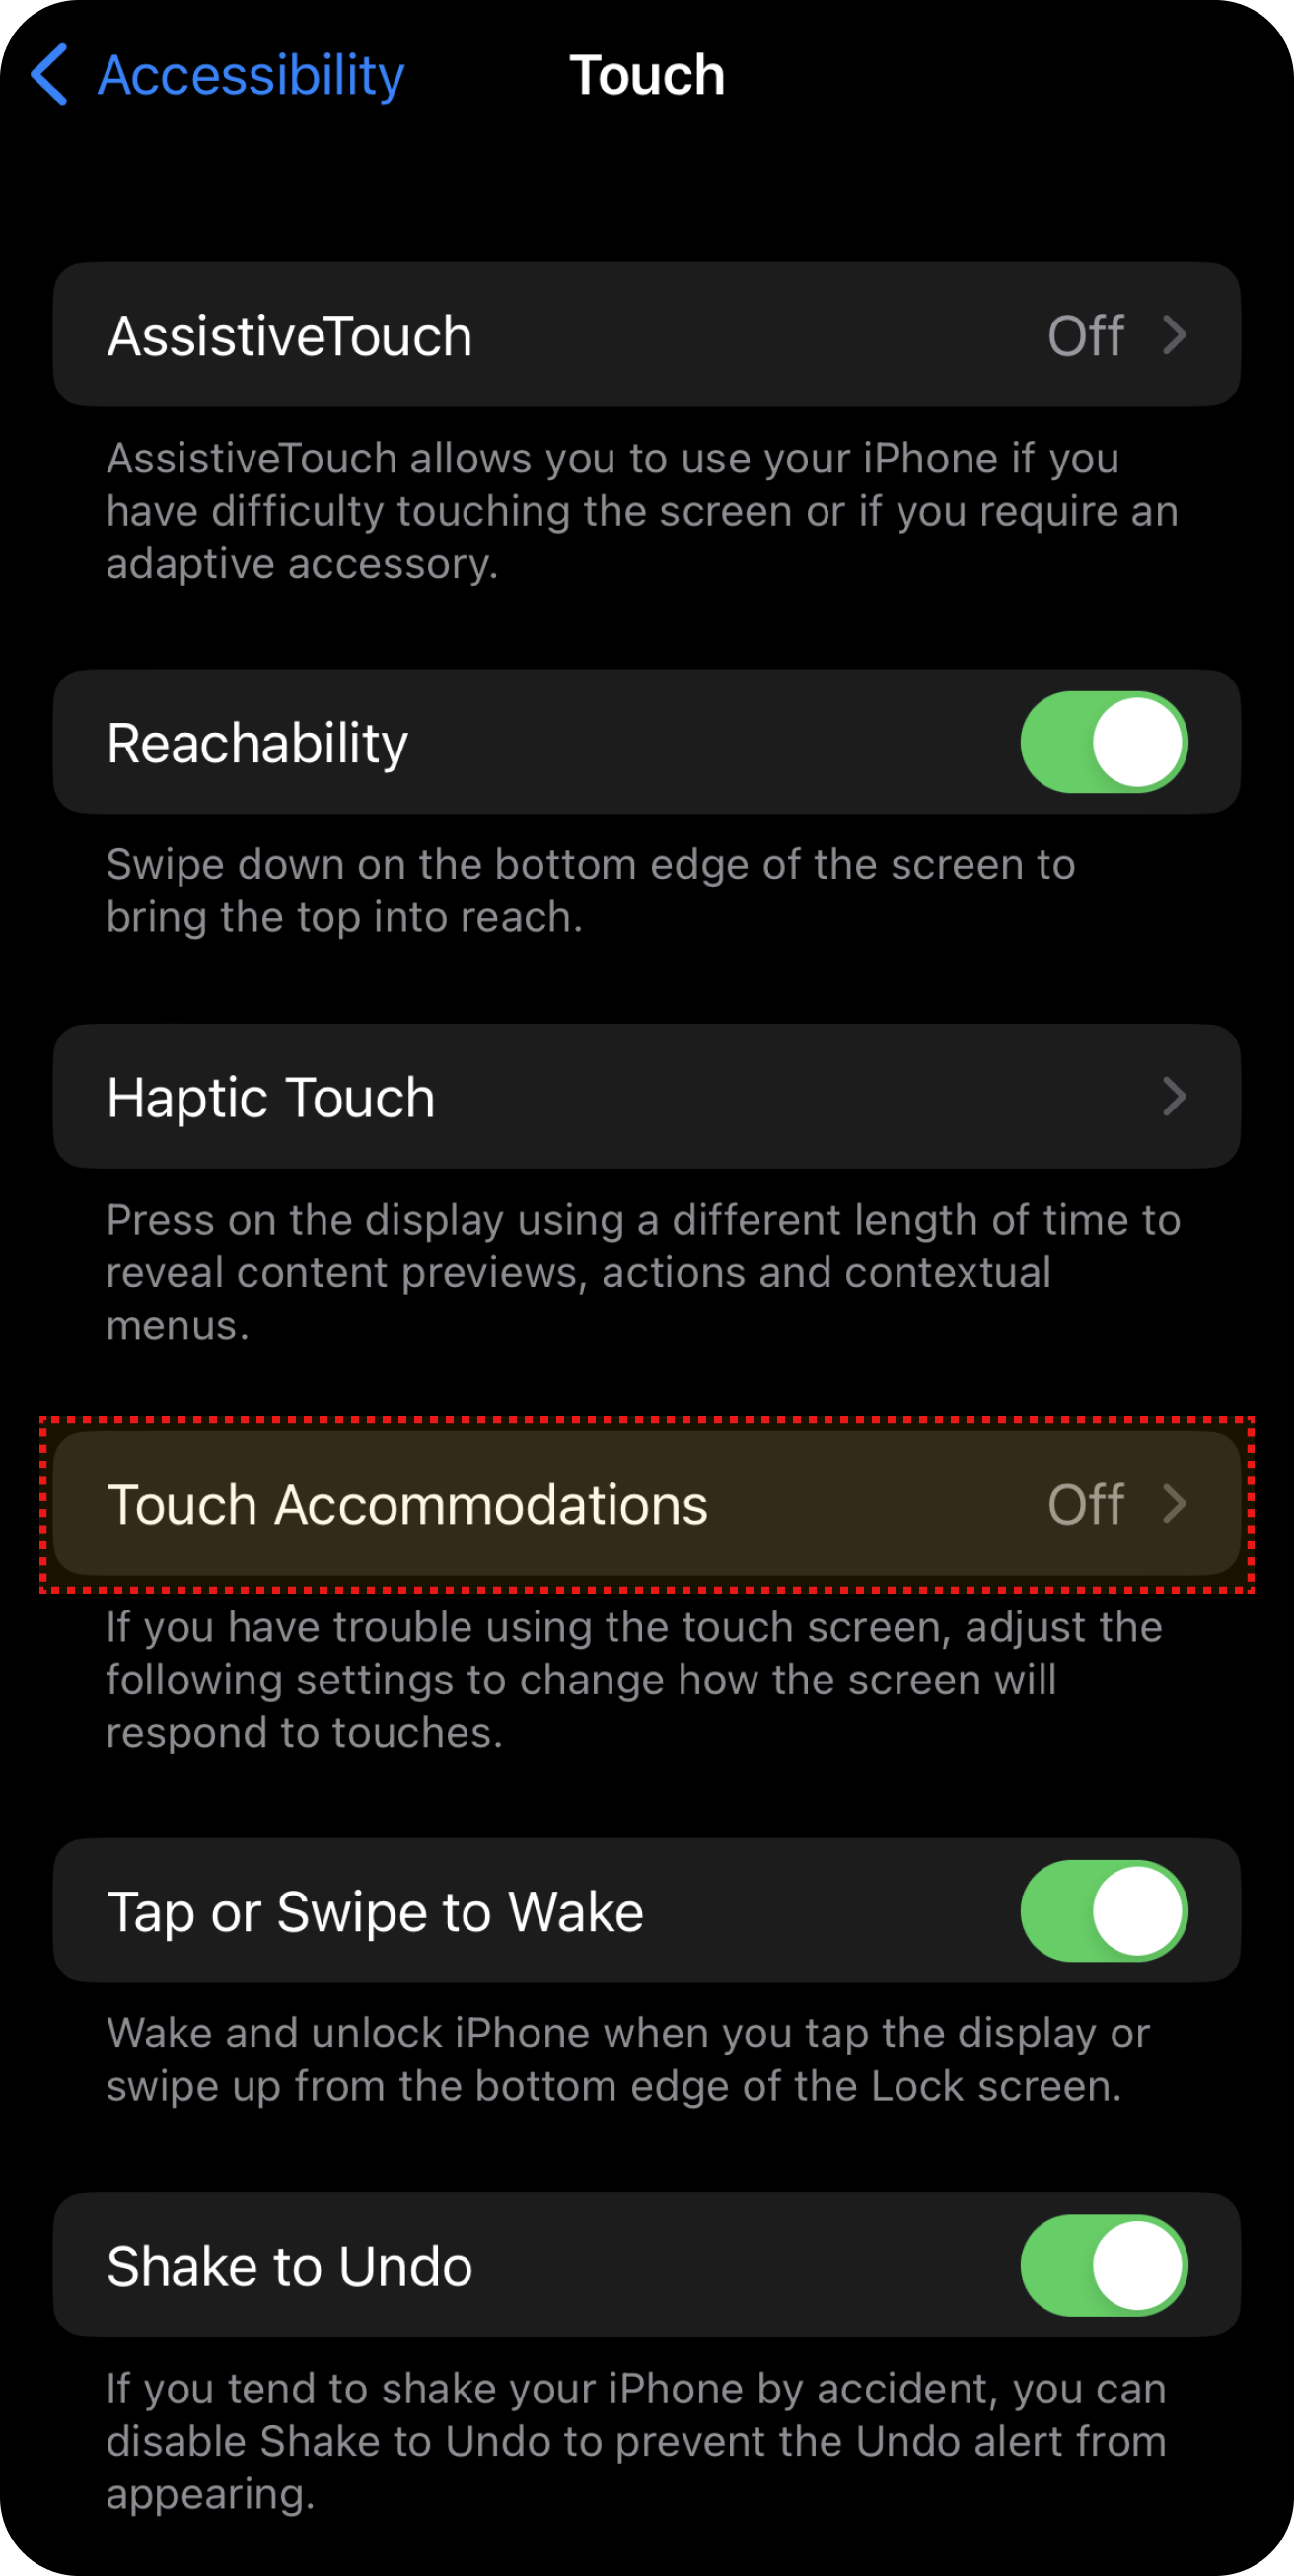 Accessibility
Touch
AssistiveTouch
Off
AssistiveTouch allows you to use your iPhone if you
have difficulty touching the screen or if you require an
adaptive accessory.
Reachability
Swipe down on the bottom edge of the screen to
bring the top into reach.
Haptic Touch
Press on the display using a different length of time to
reveal content previews, actions and contextual
menus.
Touch Accommodations
Off
If you have trouble using the touch screen, adjust the
following settings to change how the screen will
respond to touches.
Tap or Swipe to Wake
Wake and unlock iPhone when you tap the display or
swipe up from the bottom edge of the Lock screen.
Shake to Undo
If you tend to shake your iPhone by accident, you can
disable Shake to Undo to prevent the Undo alert from
appearing.